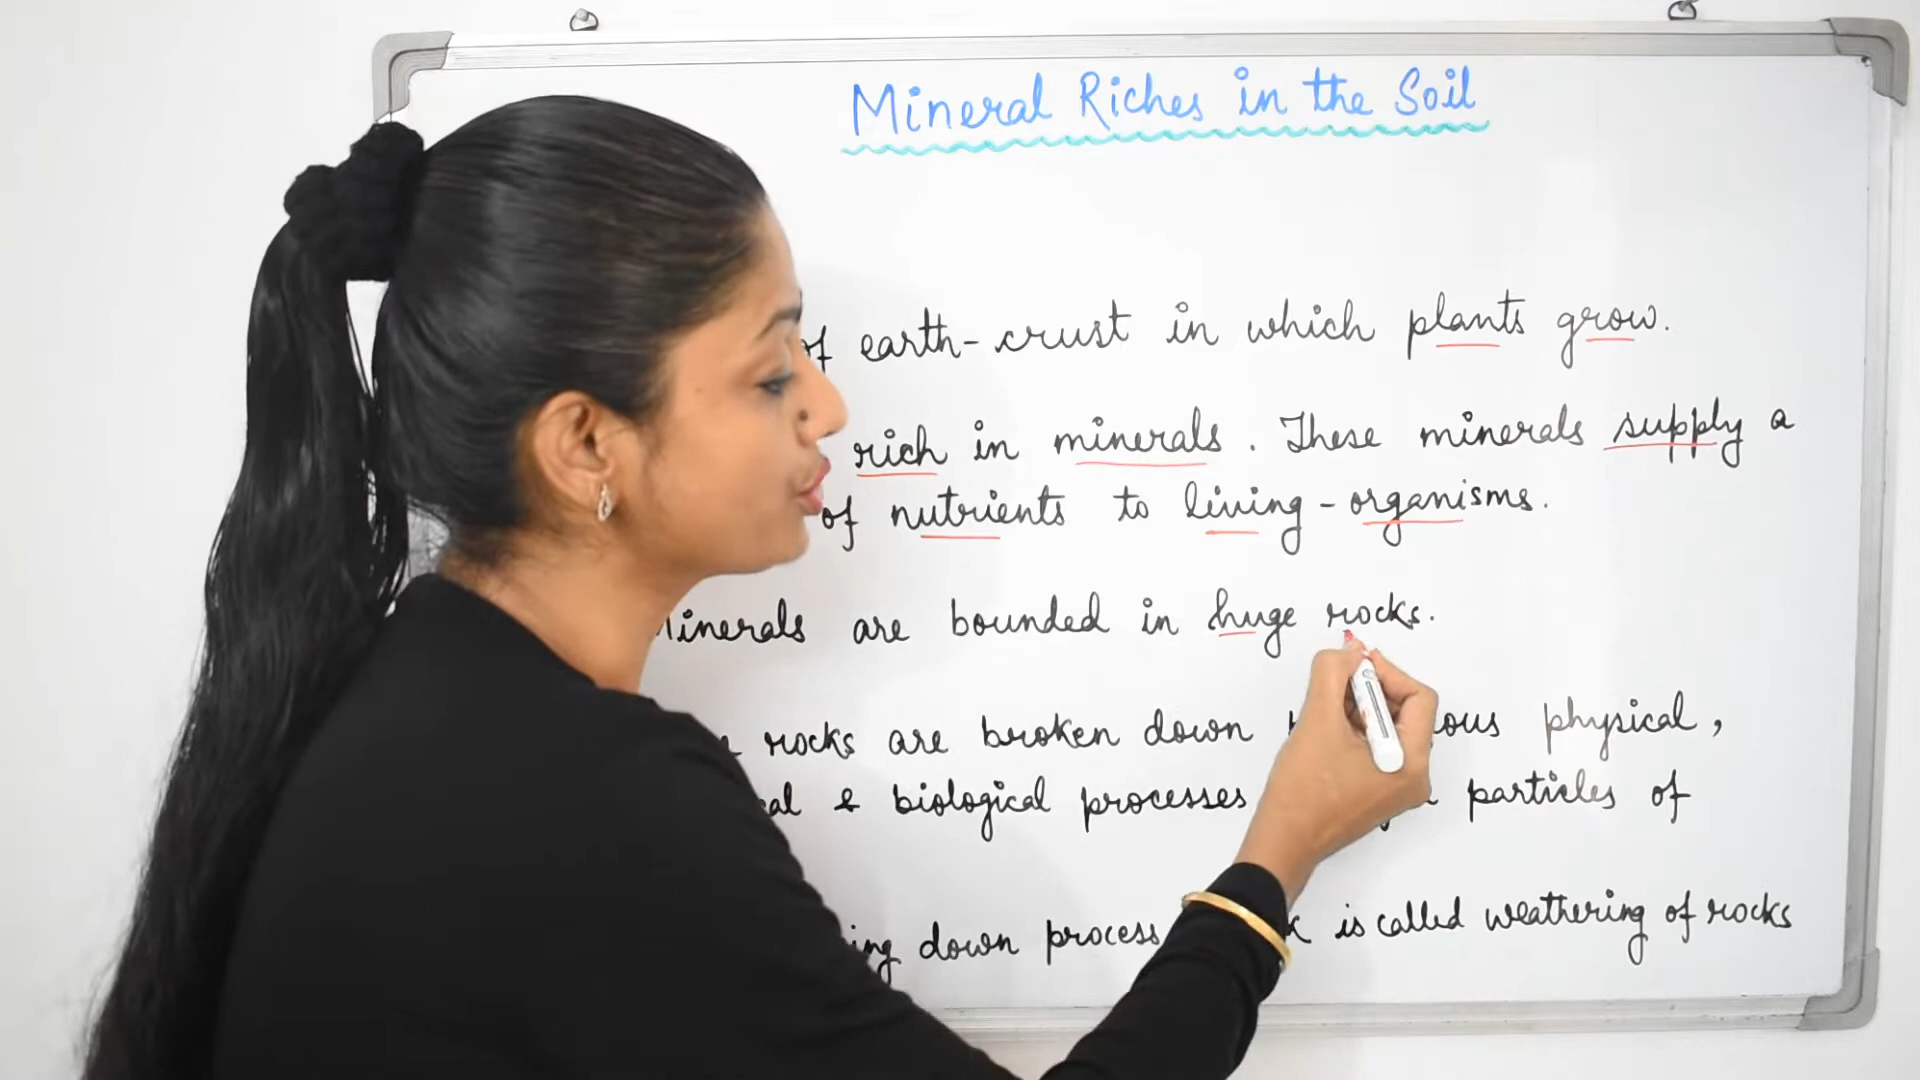 Mineral Riches in the Soil
of earth-crust in which plants grow.
rich in minerals. These minerals supply a
of nutrients to living-organisms.
Minerals are bounded in huge rocks.
rocks are broken down physical,
& biological processes particles of
down process is called weathering of rocks